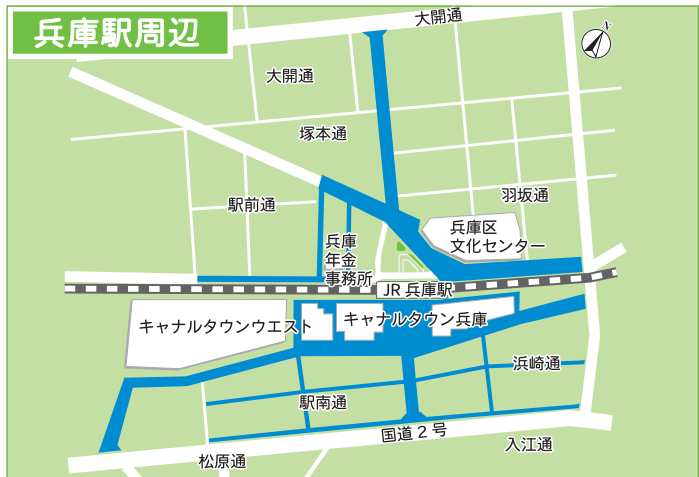 兵庫駅周辺
大開通
N
大開通
塚本通
羽坂通
駅前通
兵庫区
文化センター
兵庫
年金
事務所
JR 兵庫駅
キャナルタウンウエスト
キャナルタウン兵庫
浜崎通
駅南通
国道2号
入江通
松原通